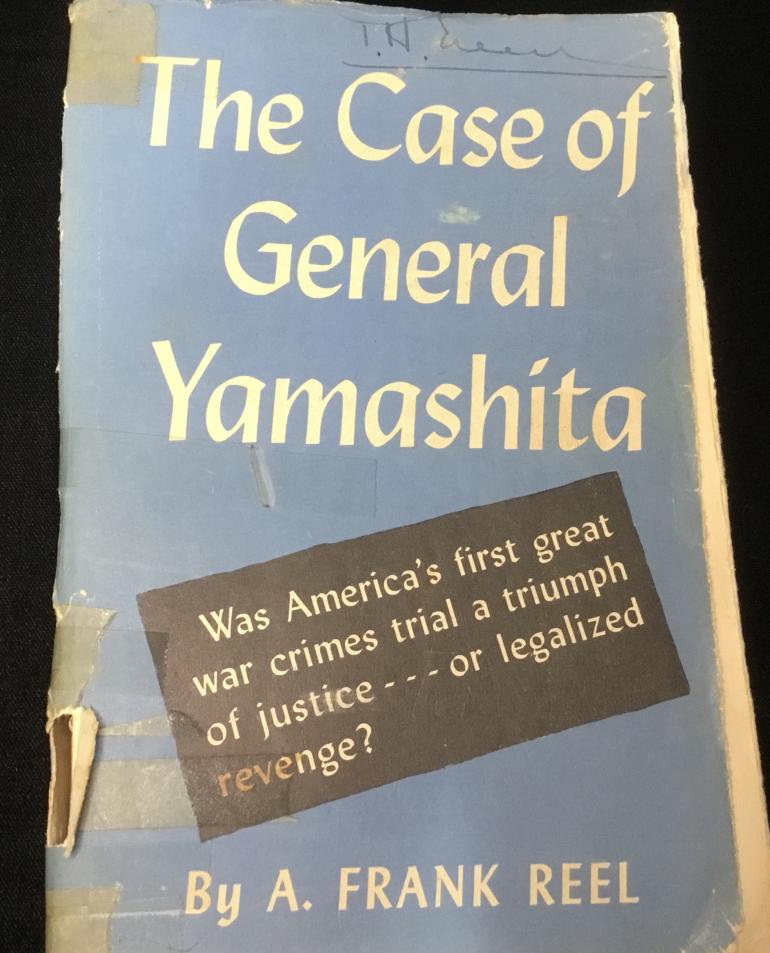 T.H.
The Case of
General
Yamashita
Was America's first great
war crimes trial a triumph
of justice - - - or legalized
revenge?
By A. FRANK REEL